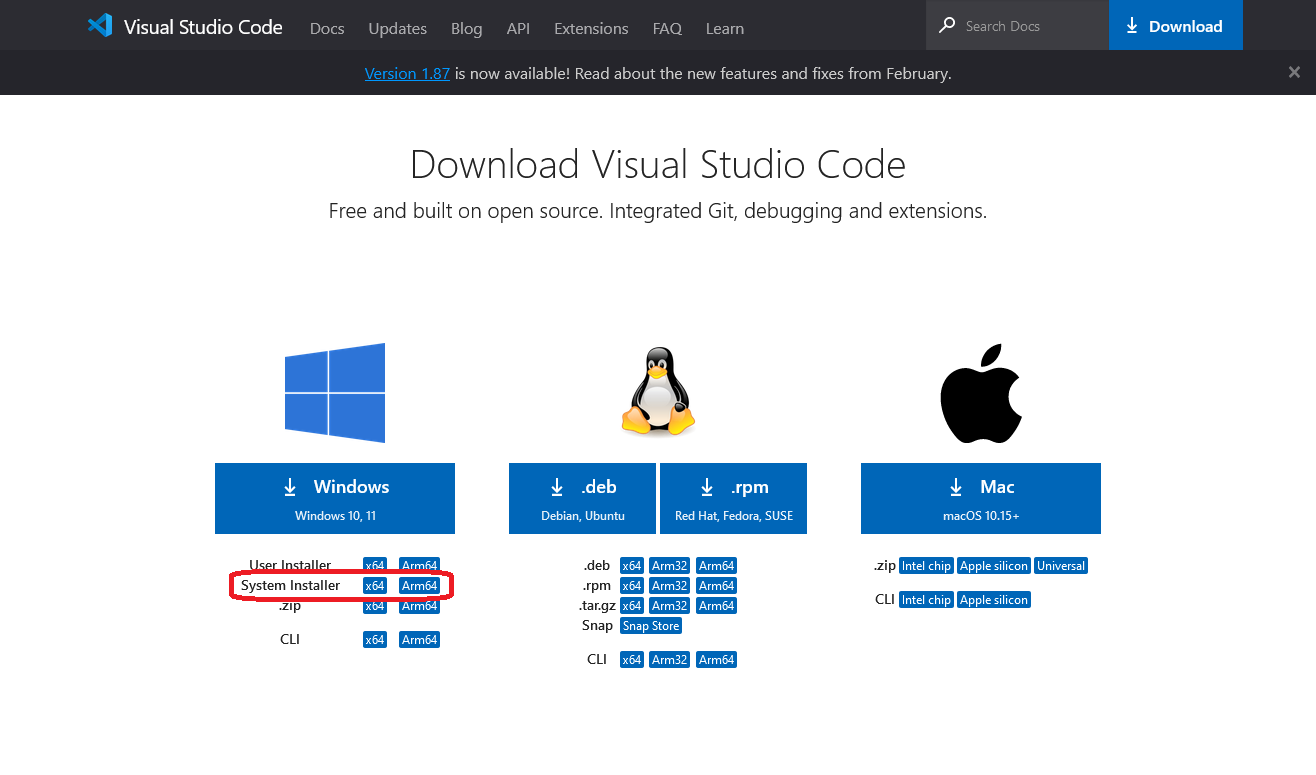 Visual Studio Code Docs Updates Blog API Extensions FAQ Learn Search Docs Download
Version 1.87 is now available! Read about the new features and fixes from February.
Download Visual Studio Code
Free and built on open source. Integrated Git, debugging and extensions.
Windows
Windows 10, 11
User Installer x64 Arm64
System Installer x64 Arm64
.zip x64 Arm64
CLI x64 Arm64
.deb
Debian, Ubuntu
.rpm
Red Hat, Fedora, SUSE
.deb x64 Arm32 Arm64
.rpm x64 Arm32 Arm64
.tar.gz x64 Arm32 Arm64
Snap Snap Store
CLI x64 Arm32 Arm64
Mac
macOS 10.15+
.zip Intel chip Apple silicon Universal
CLI Intel chip Apple silicon